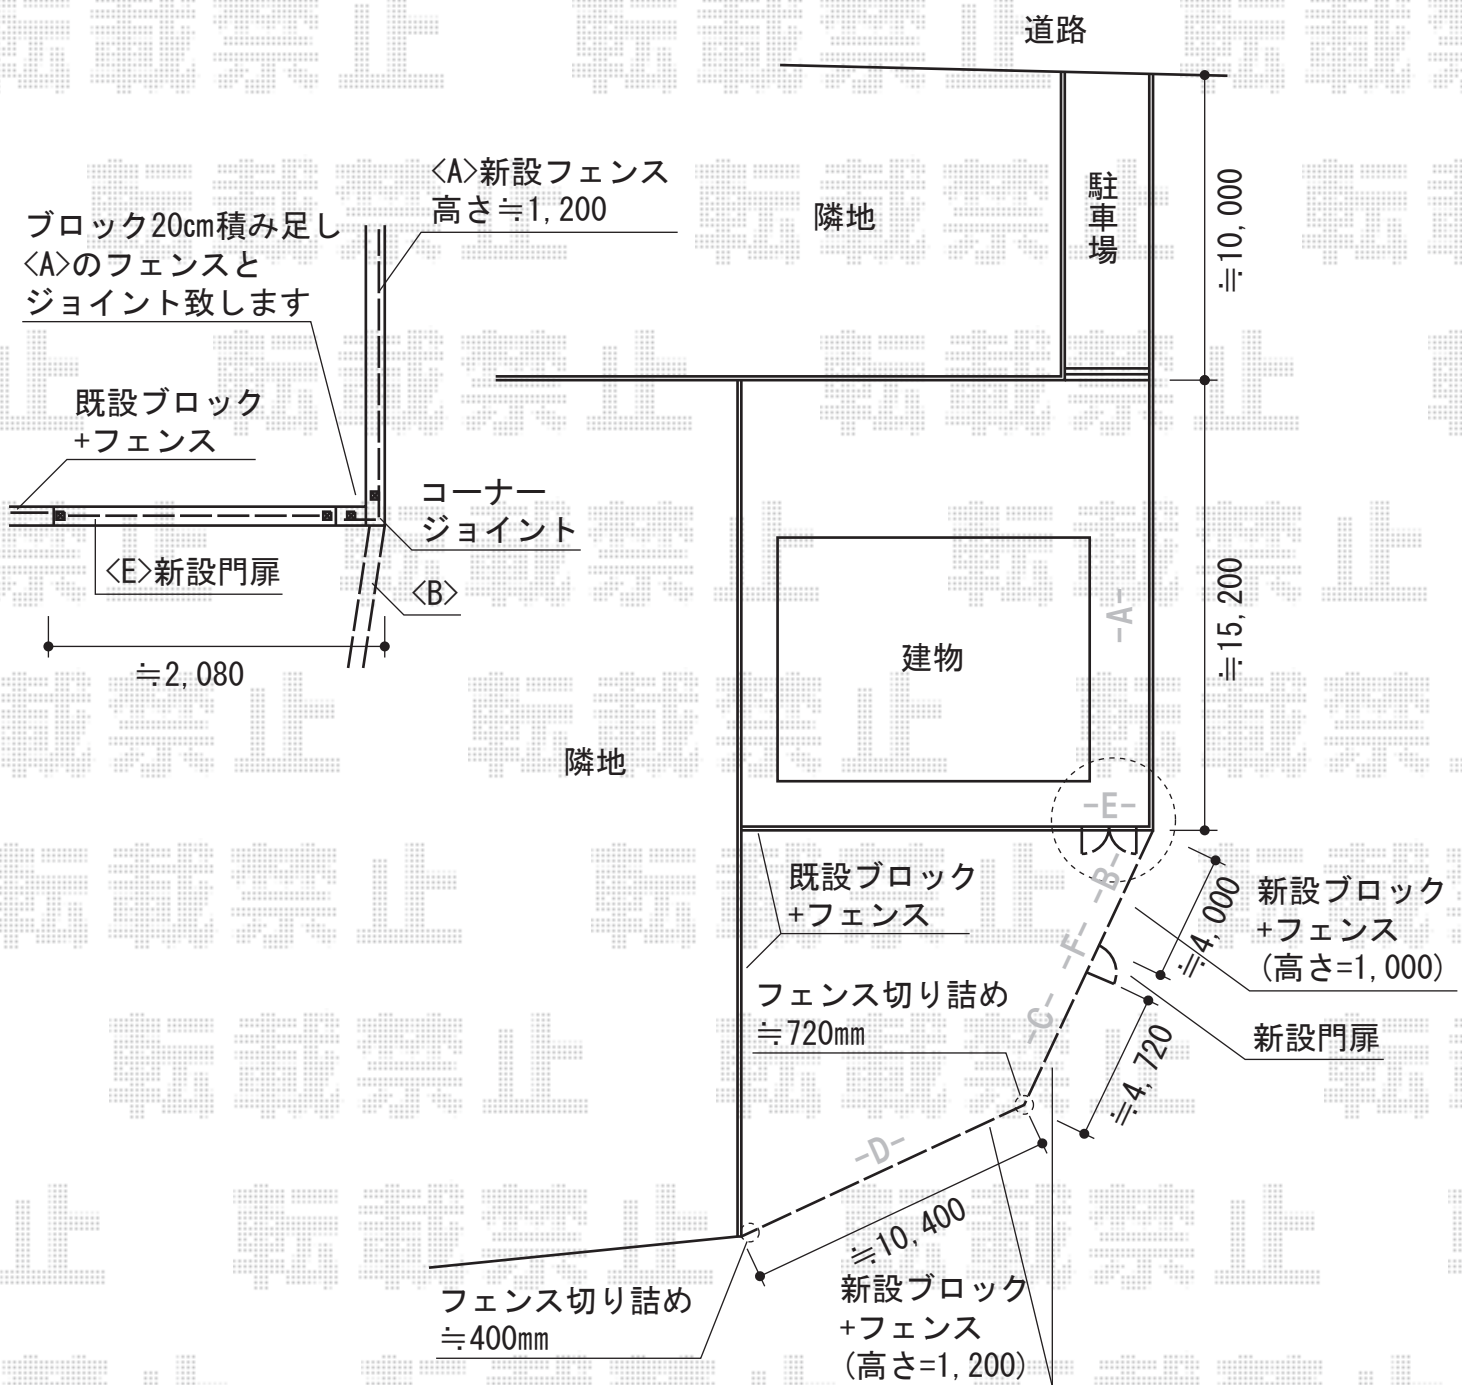 道路
<A>新設フェンス
高さ≒1,200
ブロック20cm積み足し
<A>のフェンスと
ジョイント致します
隣地
駐車場
≒10,000
既設ブロック
+フェンス
コーナー
ジョイント
<E>新設門扉
<B>
≒2,080
建物
-A-
≒15,200
隣地
-E-
既設ブロック
+フェンス
-B-
-F-
-C-
≒4,000
新設ブロック
+フェンス
(高さ=1,000)
フェンス切り詰め
≒720mm
新設門扉
≒4,720
-D-
≒10,400
フェンス切り詰め
≒400mm
新設ブロック
+フェンス
(高さ=1,200)
転載禁止